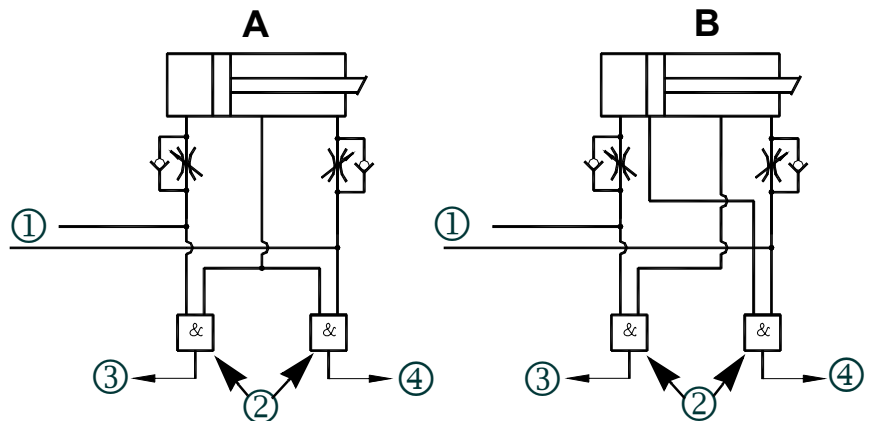 A B
① ①
& & & &
③ ② ④ ③ ② ④